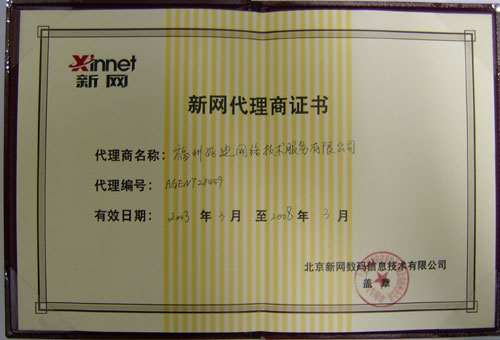 Xinnet
新网
新网代理商证书
代理商名称：福州 网络技术服务有限公司
代理编号：
有效日期：2003 年 3 月 至 2008 年 3 月
北京新网数码信息技术有限公司
盖 章